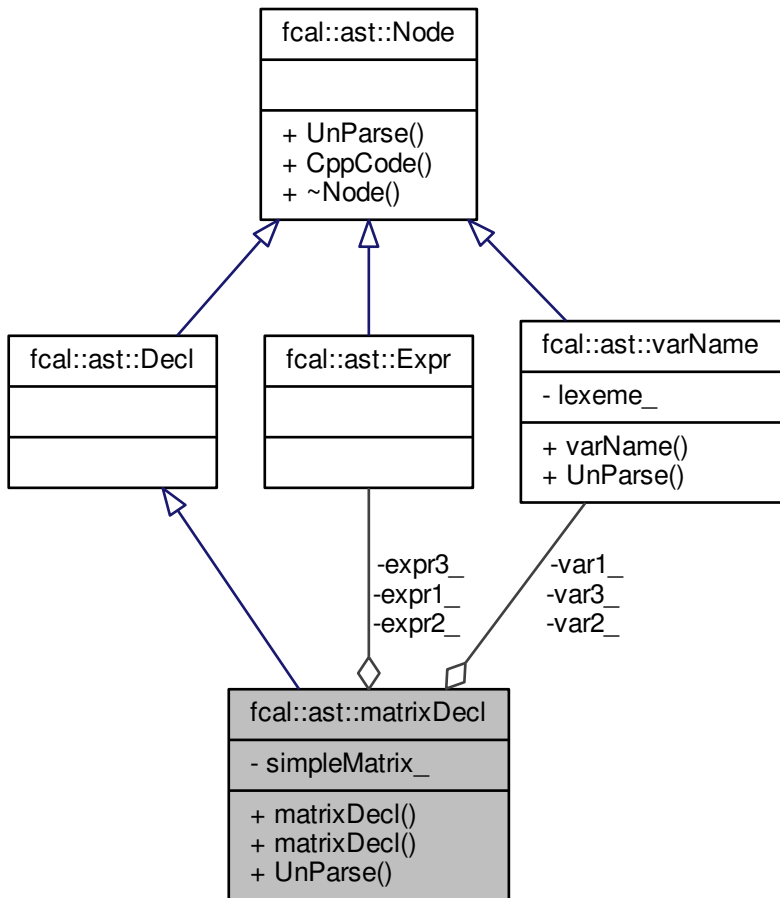 fcal::ast::Node
+ UnParse()
+ CppCode()
+ ~Node()
fcal::ast::Decl
fcal::ast::Expr
fcal::ast::varName
- lexeme_
+ varName()
+ UnParse()
-expr3_
-expr1_
-expr2_
-var1_
-var3_
-var2_
fcal::ast::matrixDecl
- simpleMatrix_
+ matrixDecl()
+ matrixDecl()
+ UnParse()